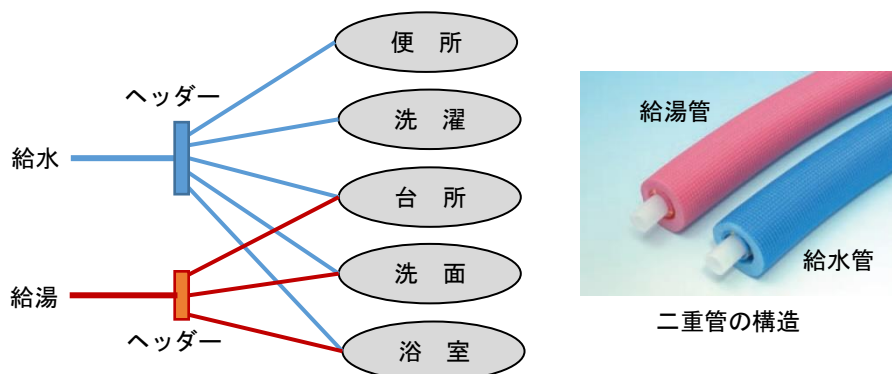 便 所
ヘッダー
洗 濯
給水
台 所
洗 面
給湯
ヘッダー
浴 室
給湯管
給水管
二重管の構造